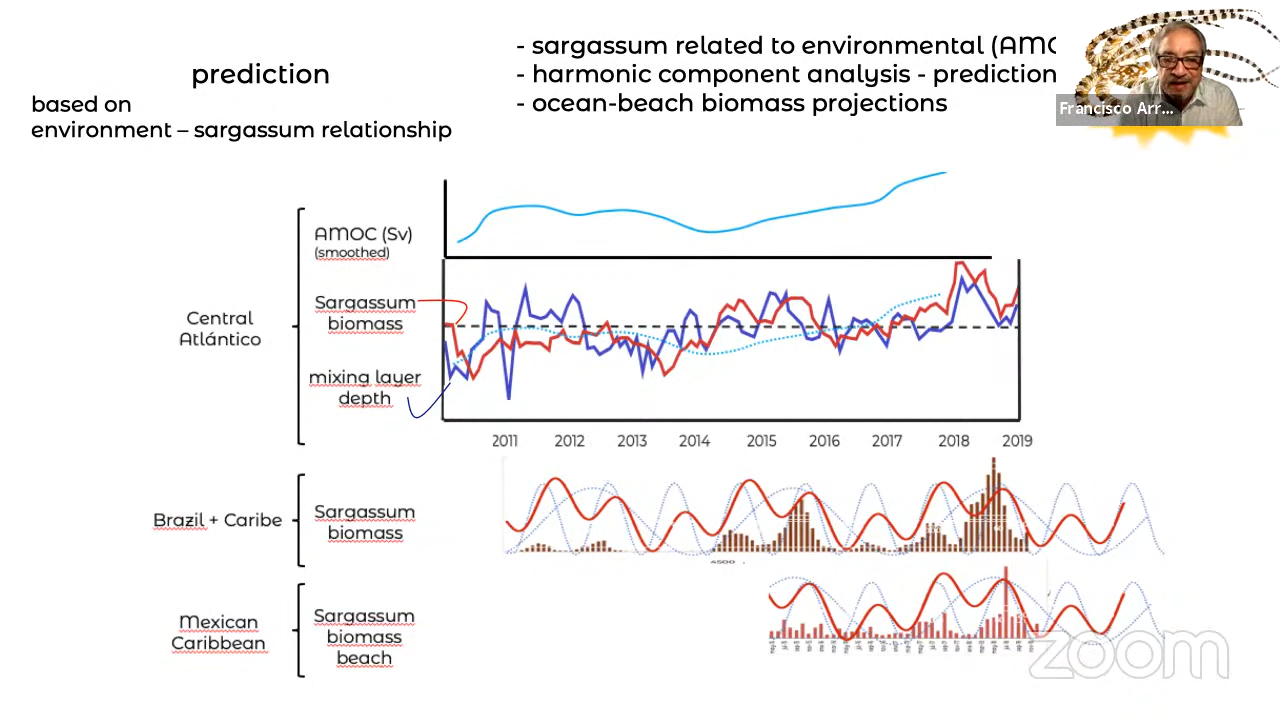 - sargassum related to environmental (AMO
prediction
- harmonic component analysis - prediction
based on
- ocean-beach biomass projections
Francisco Arr...
environment – sargassum relationship
AMOC (Sv)
(smoothed)
Sargassum
biomass
Central
Atlántico
mixing layer
depth
2011 2012 2013 2014 2015 2016 2017 2018 2019
Brazil + Caribe
Sargassum
biomass
4500
Mexican
Caribbean
Sargassum
biomass
beach
zoom